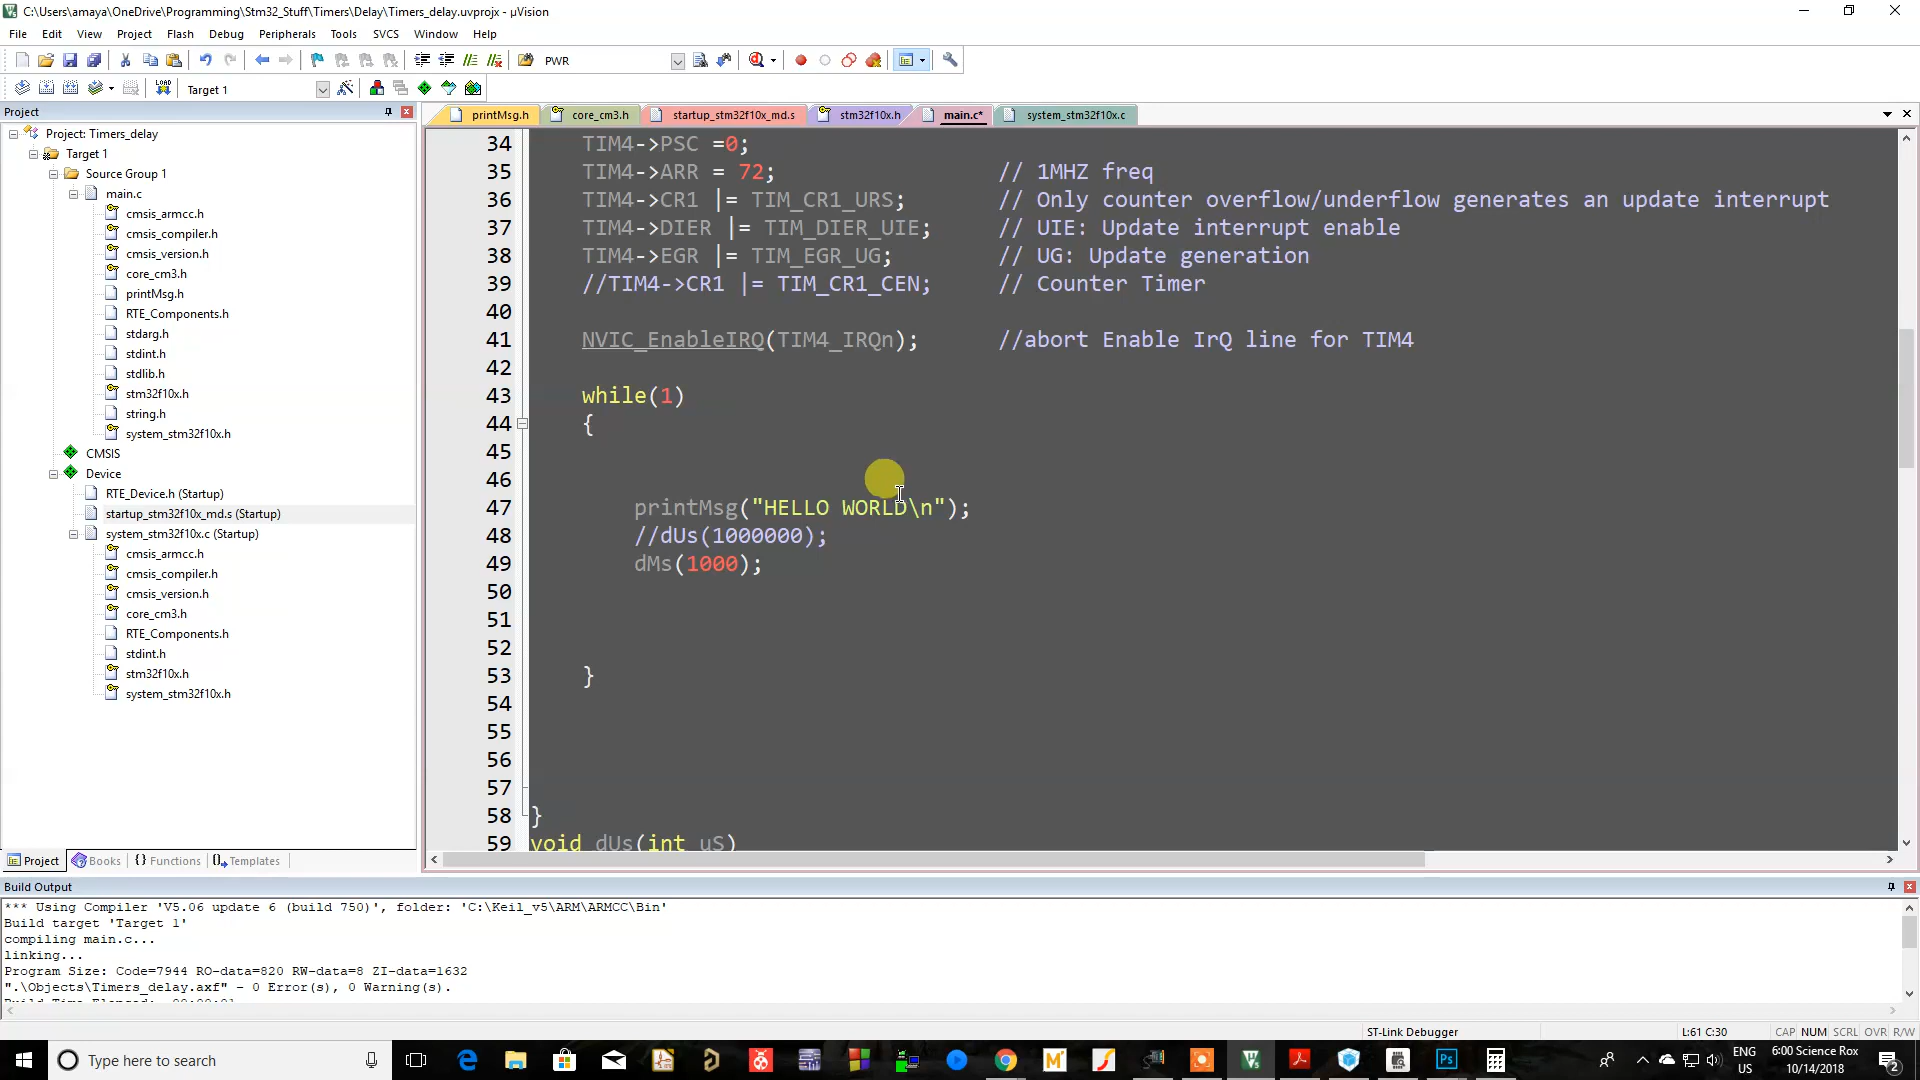 C:\Users\amaya\OneDrive\Programming\Stm32_Stuff\Timers\Delay\Timers_delay.uvprojx - µVision
File Edit View Project Flash Debug Peripherals Tools SVCS Window Help
PWR
LOAD Target 1
Project
Project: Timers_delay
Target 1
Source Group 1
main.c
cmsis_armcc.h
cmsis_compiler.h
cmsis_version.h
core_cm3.h
printMsg.h
RTE_Components.h
stdarg.h
stdint.h
stdlib.h
stm32f10x.h
string.h
system_stm32f10x.h
CMSIS
Device
RTE_Device.h (Startup)
startup_stm32f10x_md.s (Startup)
system_stm32f10x.c (Startup)
cmsis_armcc.h
cmsis_compiler.h
cmsis_version.h
core_cm3.h
RTE_Components.h
stdint.h
stm32f10x.h
system_stm32f10x.h
Project Books {} Functions Templates
printMsg.h core_cm3.h startup_stm32f10x_md.s stm32f10x.h main.c* system_stm32f10x.c
34 TIM4->PSC =0;
35 TIM4->ARR = 72; // 1MHZ freq
36 TIM4->CR1 |= TIM_CR1_URS; // Only counter overflow/underflow generates an update interrupt
37 TIM4->DIER |= TIM_DIER_UIE; // UIE: Update interrupt enable
38 TIM4->EGR |= TIM_EGR_UG; // UG: Update generation
39 //TIM4->CR1 |= TIM_CR1_CEN; // Counter Timer
40
41 NVIC_EnableIRQ(TIM4_IRQn); //abort Enable IrQ line for TIM4
42
43 while(1)
44 {
45
46
47 printMsg("HELLO WORLD\n");
48 //dUs(1000000);
49 dMs(1000);
50
51
52
53 }
54
55
56
57
58 }
59 void dUs(int uS)
Build Output
*** Using Compiler 'V5.06 update 6 (build 750)', folder: 'C:\Keil_v5\ARM\ARMCC\Bin'
Build target 'Target 1'
compiling main.c...
linking...
Program Size: Code=7944 RO-data=820 RW-data=8 ZI-data=1632
".\Objects\Timers_delay.axf" - 0 Error(s), 0 Warning(s).
ST-Link Debugger L:61 C:30 CAP NUM SCRL OVR R/W
Type here to search
ENG US
6:00 Science Rox
10/14/2018
2